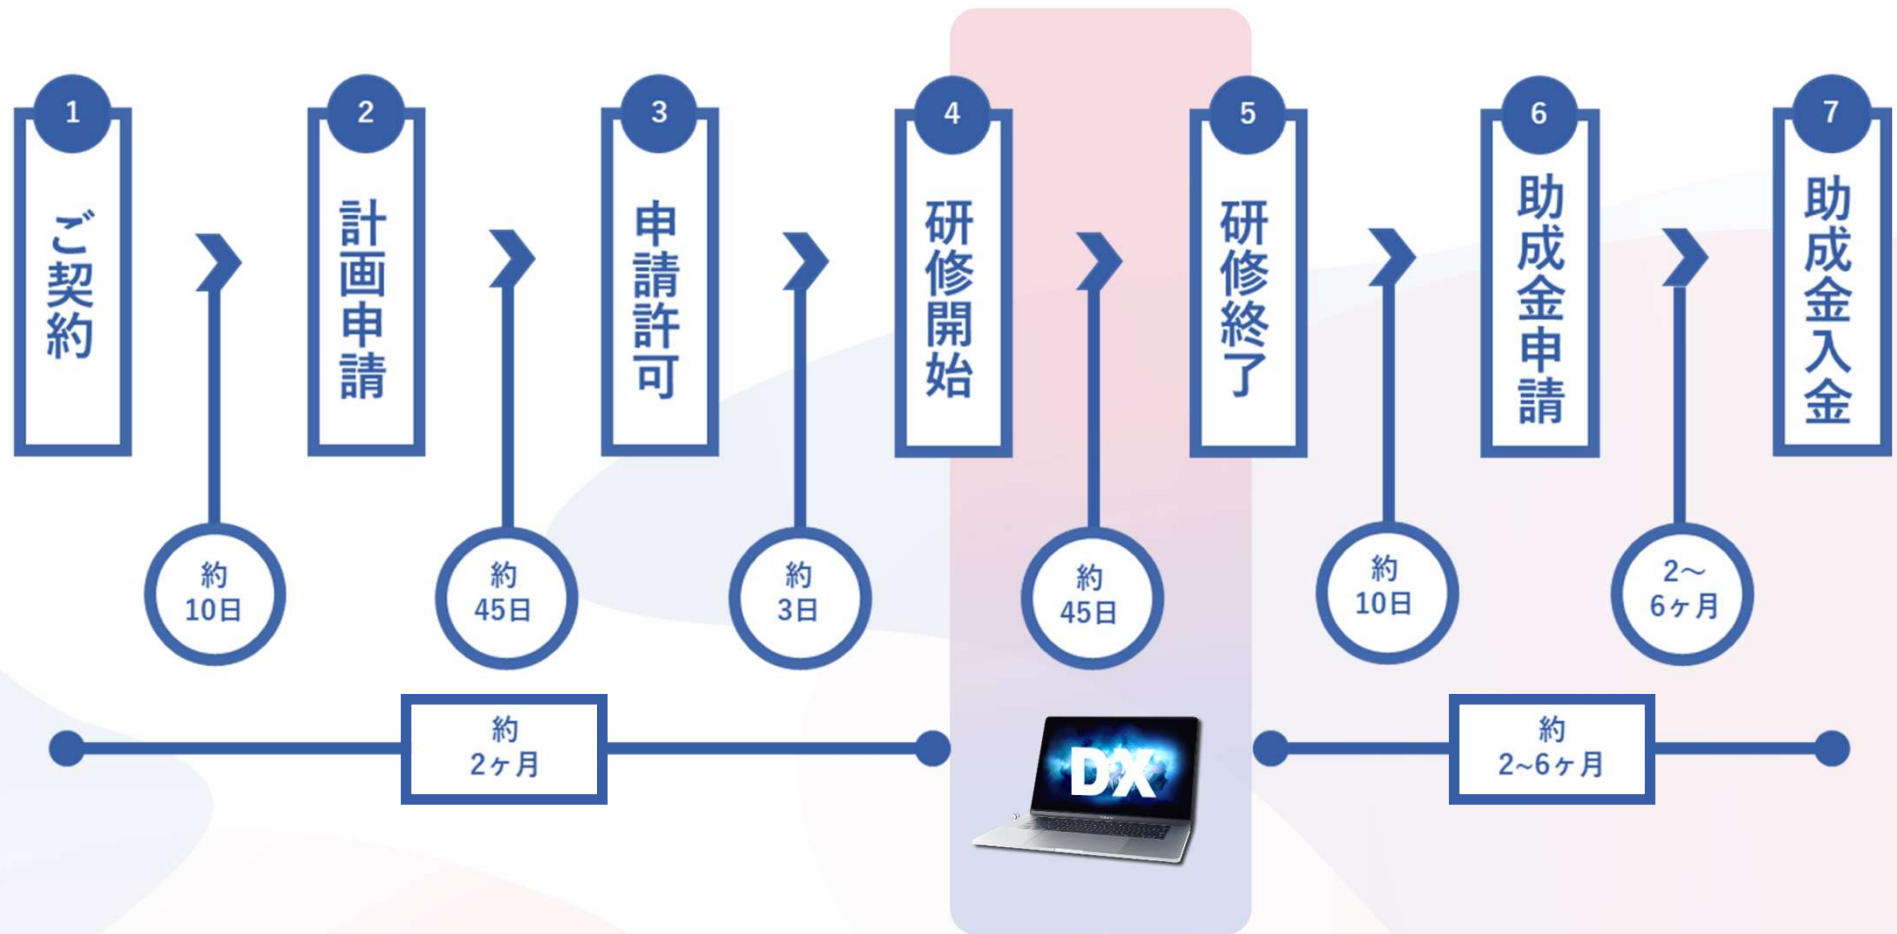 1
ご契約
約
10日
2
計画申請
約
45日
3
申請許可
約
3日
4
研修開始
約
45日
5
研修終了
約
10日
6
助成金申請
2～
6ヶ月
7
助成金入金
約
2ヶ月
DX
約
2~6ヶ月